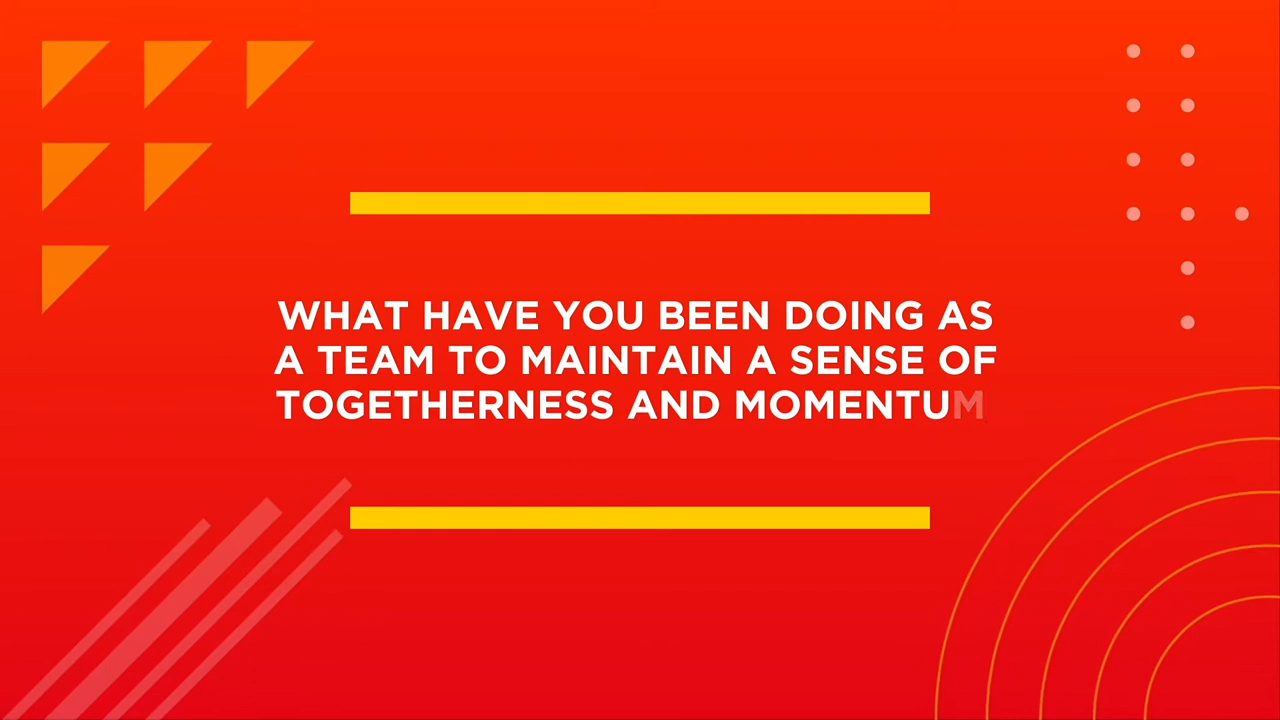 WHAT HAVE YOU BEEN DOING AS
A TEAM TO MAINTAIN A SENSE OF
TOGETHERNESS AND MOMENTUM